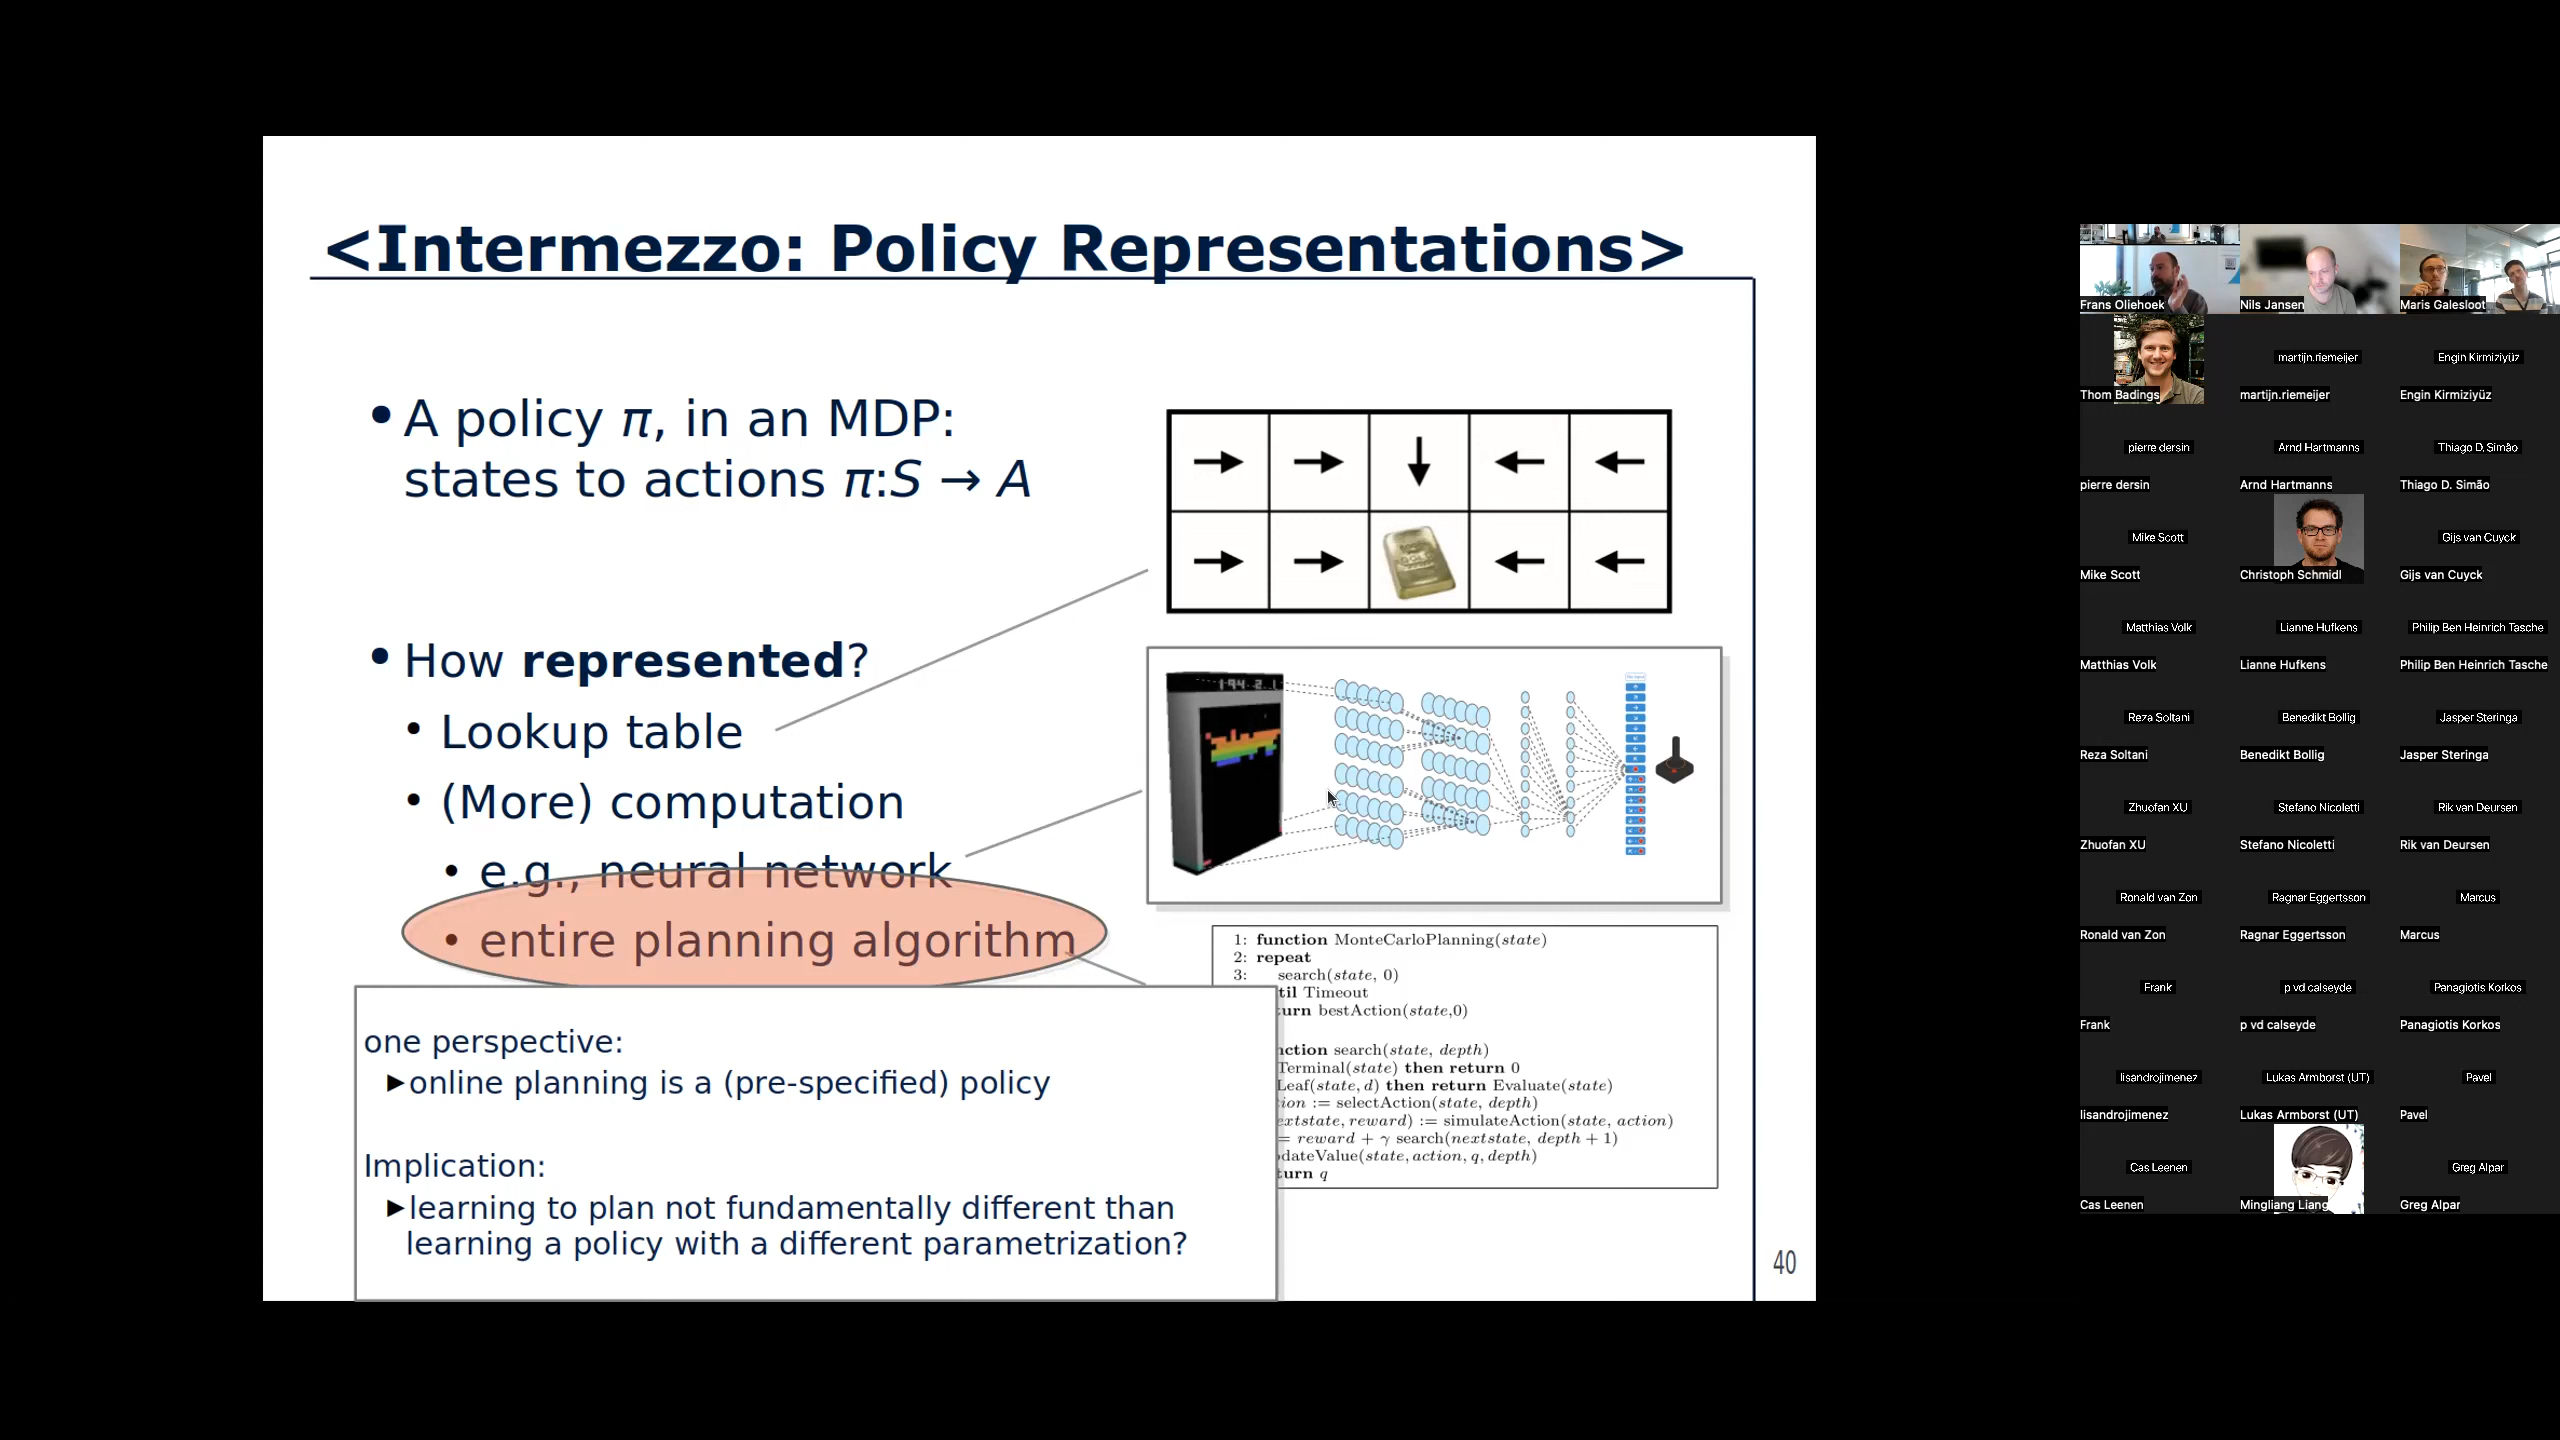 <Intermezzo: Policy Representations>
• A policy π, in an MDP:
states to actions π:S → A
• How represented?
• Lookup table
• (More) computation
• e.g., neural network
• entire planning algorithm
one perspective:
►online planning is a (pre-specified) policy
Implication:
►learning to plan not fundamentally different than
learning a policy with a different parametrization?
1: function MonteCarloPlanning(state)
2: repeat
3: search(state, 0)
til Timeout
urn bestAction(state,0)
nction search(state, depth)
Terminal(state) then return 0
Leaf(state, d) then return Evaluate(state)
ion := selectAction(state, depth)
extstate, reward) := simulateAction(state, action)
= reward + γ search(nextstate, depth + 1)
dateValue(state, action, q, depth)
urn q
40
Frans Oliehoek
Nils Jansen
Maris Galesloot
martijn.riemeijer
Engin Kirmiziyüz
Thom Badings
martijn.riemeijer
Engin Kirmiziyüz
pierre dersin
Arnd Hartmanns
Thiago D. Simão
pierre dersin
Arnd Hartmanns
Thiago D. Simão
Mike Scott
Gijs van Cuyck
Mike Scott
Christoph Schmidl
Gijs van Cuyck
Matthias Volk
Lianne Hufkens
Philip Ben Heinrich Tasche
Matthias Volk
Lianne Hufkens
Philip Ben Heinrich Tasche
Reza Soltani
Benedikt Bollig
Jasper Steringa
Reza Soltani
Benedikt Bollig
Jasper Steringa
Zhuofan XU
Stefano Nicoletti
Rik van Deursen
Zhuofan XU
Stefano Nicoletti
Rik van Deursen
Ronald van Zon
Ragnar Eggertsson
Marcus
Ronald van Zon
Ragnar Eggertsson
Marcus
Frank
p vd calseyde
Panagiotis Korkos
Frank
p vd calseyde
Panagiotis Korkos
lisandrojimenez
Lukas Armborst (UT)
Pavel
lisandrojimenez
Lukas Armborst (UT)
Pavel
Cas Leenen
Greg Alpar
Cas Leenen
Mingliang Liang
Greg Alpar